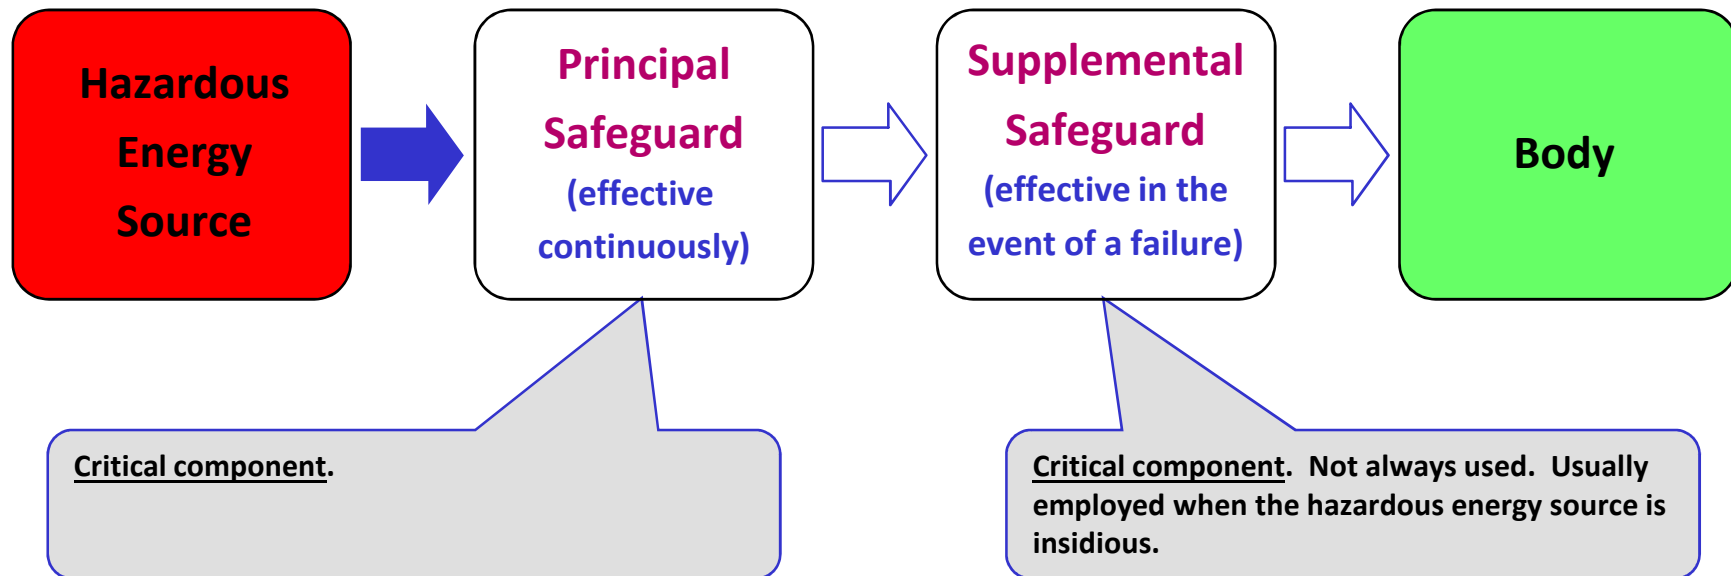 Hazardous
Energy
Source
Principal
Safeguard
(effective
continuously)
Supplemental
Safeguard
(effective in the
event of a failure)
Body
Critical component.
Critical component.  Not always used.  Usually
employed when the hazardous energy source is
insidious.